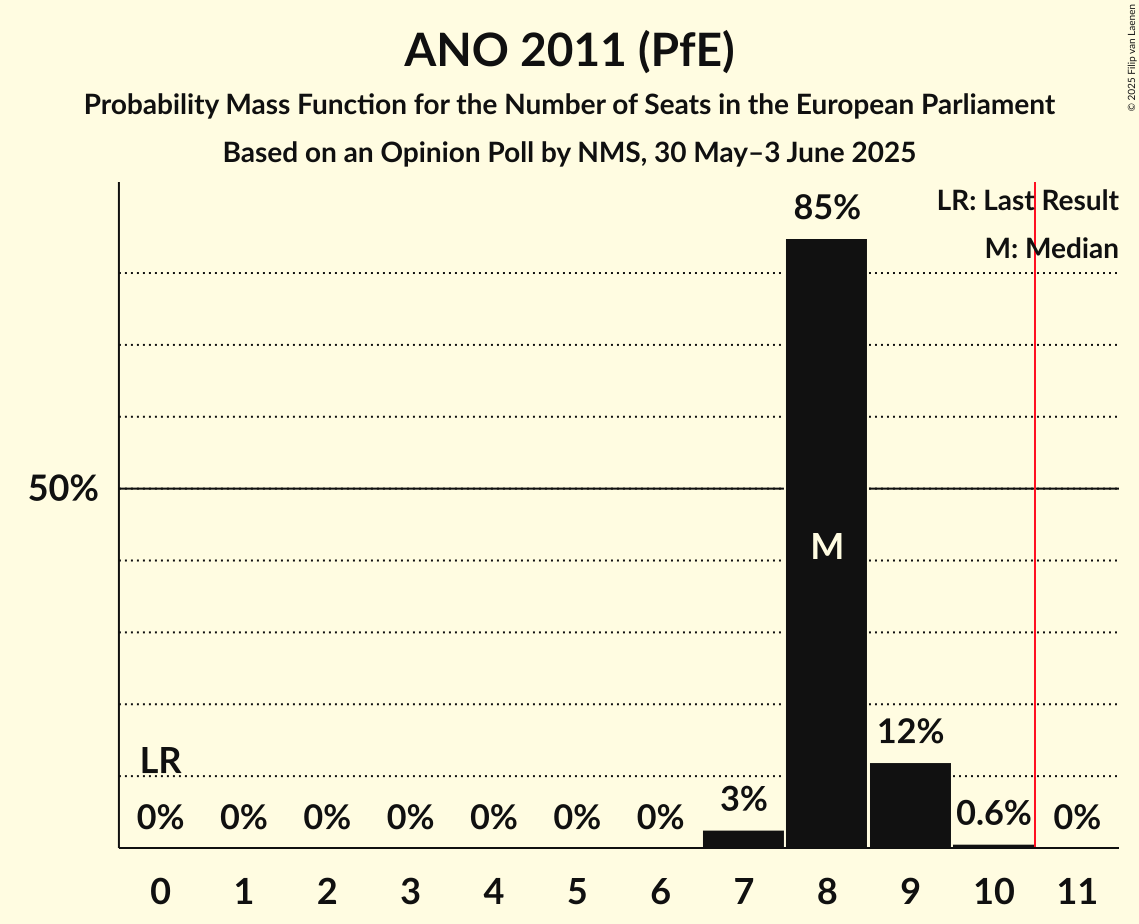 ANO 2011 (PfE)
Probability Mass Function for the Number of Seats in the European Parliament
Based on an Opinion Poll by NMS, 30 May–3 June 2025
© 2025 Filip van Laenen
LR: Last Result
M: Median
85%
50%
M
LR
12%
3%
0% 0% 0% 0% 0% 0% 0% 0.6% 0%
0 1 2 3 4 5 6 7 8 9 10 11